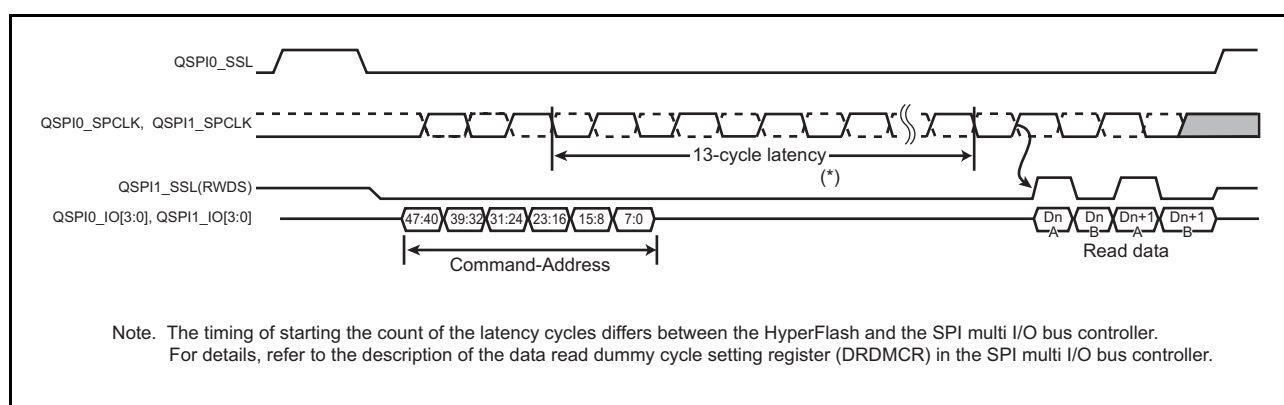 QSPI0_SSL
QSPI0_SPCLK, QSPI1_SPCLK
13-cycle latency
(*)
QSPI1_SSL(RWDS)
QSPI0_IO[3:0], QSPI1_IO[3:0]
47:40 39:32 31:24 23:16 15:8 7:0
Dn A Dn B Dn+1 A Dn+1 B
Command-Address
Read data
Note. The timing of starting the count of the latency cycles differs between the HyperFlash and the SPI multi I/O bus controller.
For details, refer to the description of the data read dummy cycle setting register (DRDMCR) in the SPI multi I/O bus controller.